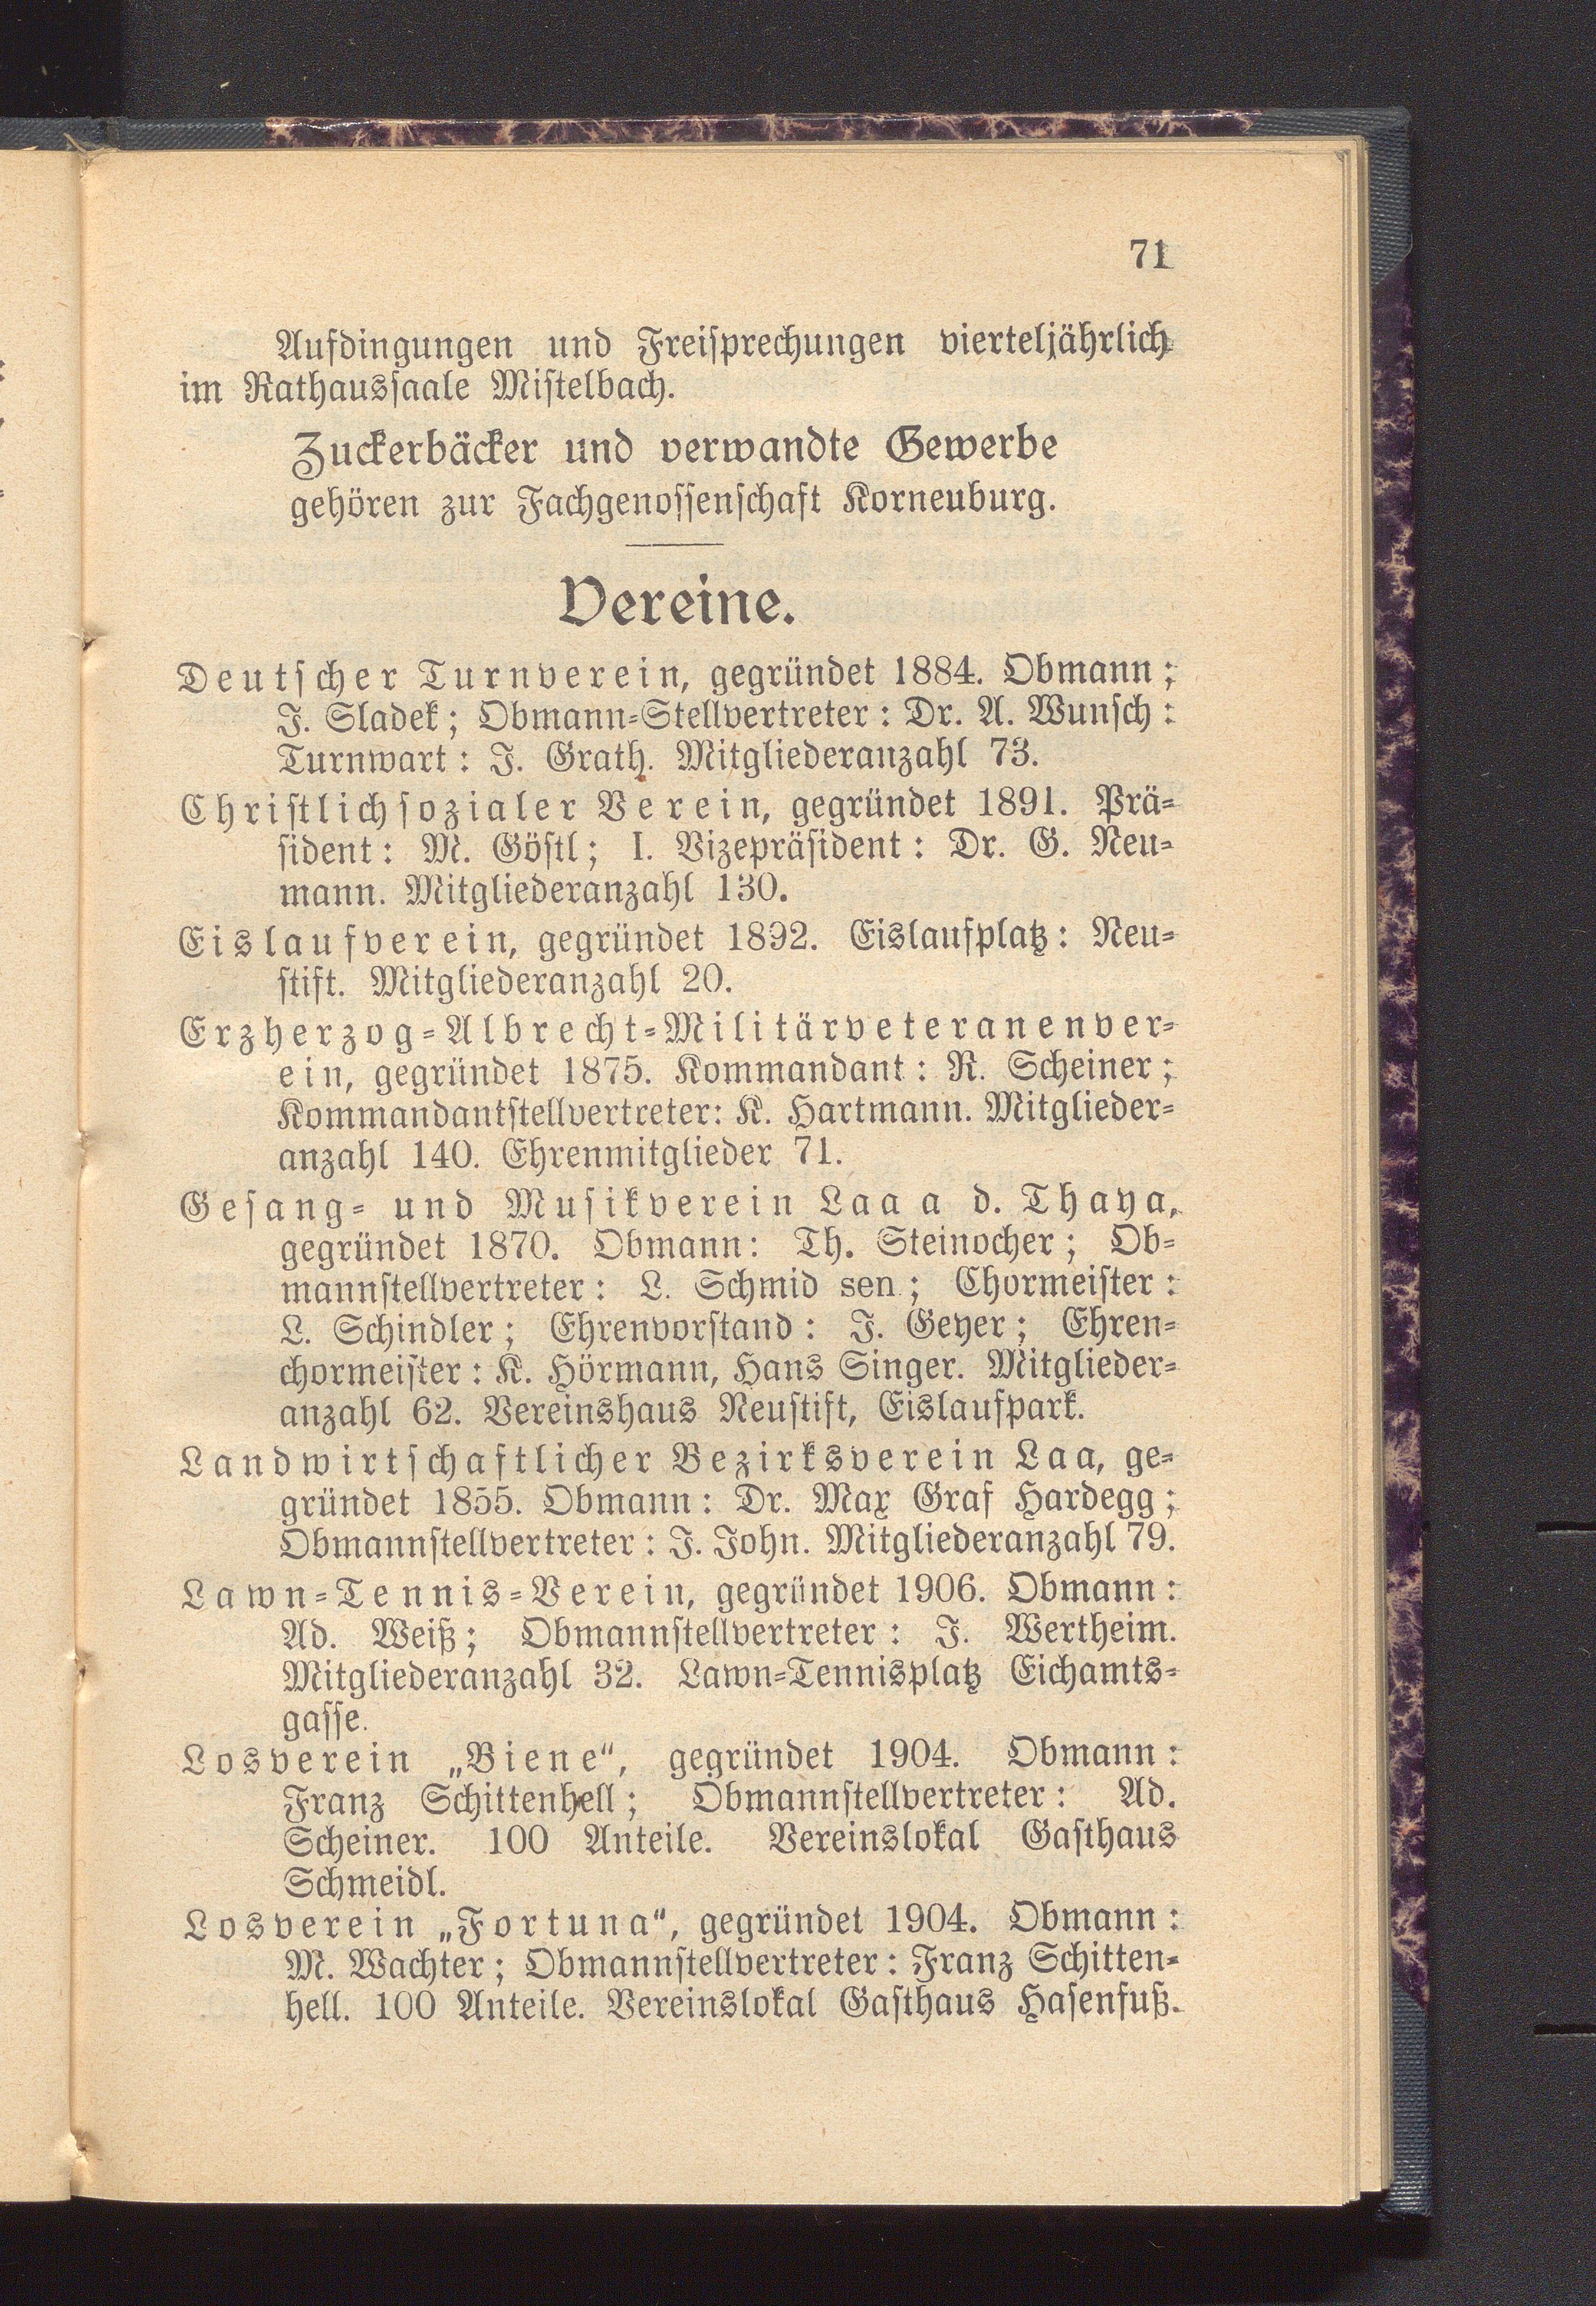 71
Aufdingungen und Freisprechungen vierteljährlich
im Rathaussaale Mistelbach.
Zuckerbäcker und verwandte Gewerbe
gehören zur Fachgenossenschaft Korneuburg.
Vereine.
Deutscher Turnverein, gegründet 1884. Obmann;
J. Sladek; Obmann-Stellvertreter: Dr. A. Wunsch:
Turnwart: J. Grath. Mitgliederanzahl 73.
Christlichsozialer Verein, gegründet 1891. Prä-
sident: M. Göstl; I. Vizepräsident: Dr. G. Neu-
mann. Mitgliederanzahl 130.
Eislaufverein, gegründet 1892. Eislaufplatz: Neu-
stift. Mitgliederanzahl 20.
Erzherzog-Albrecht-Militärveteranenver-
ein, gegründet 1875. Kommandant: R. Scheiner;
Kommandantstellvertreter: K. Hartmann. Mitglieder-
anzahl 140. Ehrenmitglieder 71.
Gesang- und Musikverein Laa a d. Thaya,
gegründet 1870. Obmann: Th. Steinocher; Ob-
mannstellvertreter: L. Schmid sen.; Chormeister:
L. Schindler; Ehrenvorstand: J. Geyer; Ehren-
chormeister: K. Hörmann, Hans Singer. Mitglieder-
anzahl 62. Vereinshaus Neustift, Eislaufpark.
Landwirtschaftlicher Bezirksverein Laa, ge-
gründet 1855. Obmann: Dr. Max Graf Hardegg;
Obmannstellvertreter: J. John. Mitgliederanzahl 79.
Lawn-Tennis-Verein, gegründet 1906. Obmann:
Ad. Weiß; Obmannstellvertreter: J. Wertheim.
Mitgliederanzahl 32. Lawn-Tennisplatz Eichamts-
gasse.
Losverein „Biene“, gegründet 1904. Obmann:
Franz Schittenhell; Obmannstellvertreter: Ad.
Scheiner. 100 Anteile. Vereinslokal Gasthaus
Schmeidl.
Losverein „Fortuna“, gegründet 1904. Obmann:
M. Wachter; Obmannstellvertreter: Franz Schitten-
hell. 100 Anteile. Vereinslokal Gasthaus Hasenfuß.